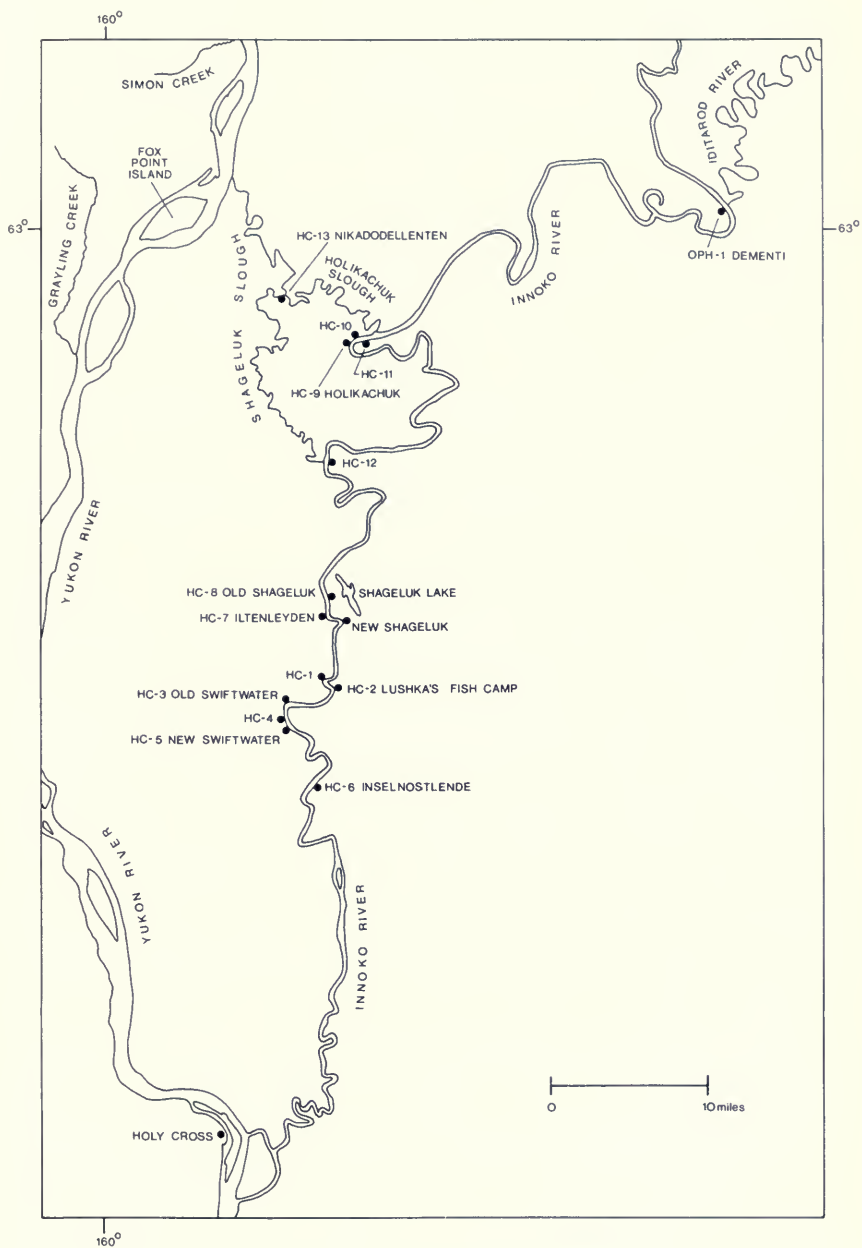 160°
SIMON CREEK
IDITAROD RIVER
FOX
POINT
ISLAND
GRAYLING CREEK
63°
63°
HC-13 NIKADODELLENTEN
OPH-1 DEMENTI
SHAGELUK SLOUGH
HOLIKACHUK
SLOUGH
INNOKO RIVER
HC-10
HC-11
HC-9 HOLIKACHUK
HC-12
YUKON RIVER
HC-8 OLD SHAGELUK
SHAGELUK LAKE
HC-7 ILTENLEYDEN
NEW SHAGELUK
HC-1
HC-2 LUSHKA'S FISH CAMP
HC-3 OLD SWIFTWATER
HC-4
HC-5 NEW SWIFTWATER
HC-6 INSELNOSTLENDE
YUKON RIVER
INNOKO RIVER
0 10 miles
HOLY CROSS
160°